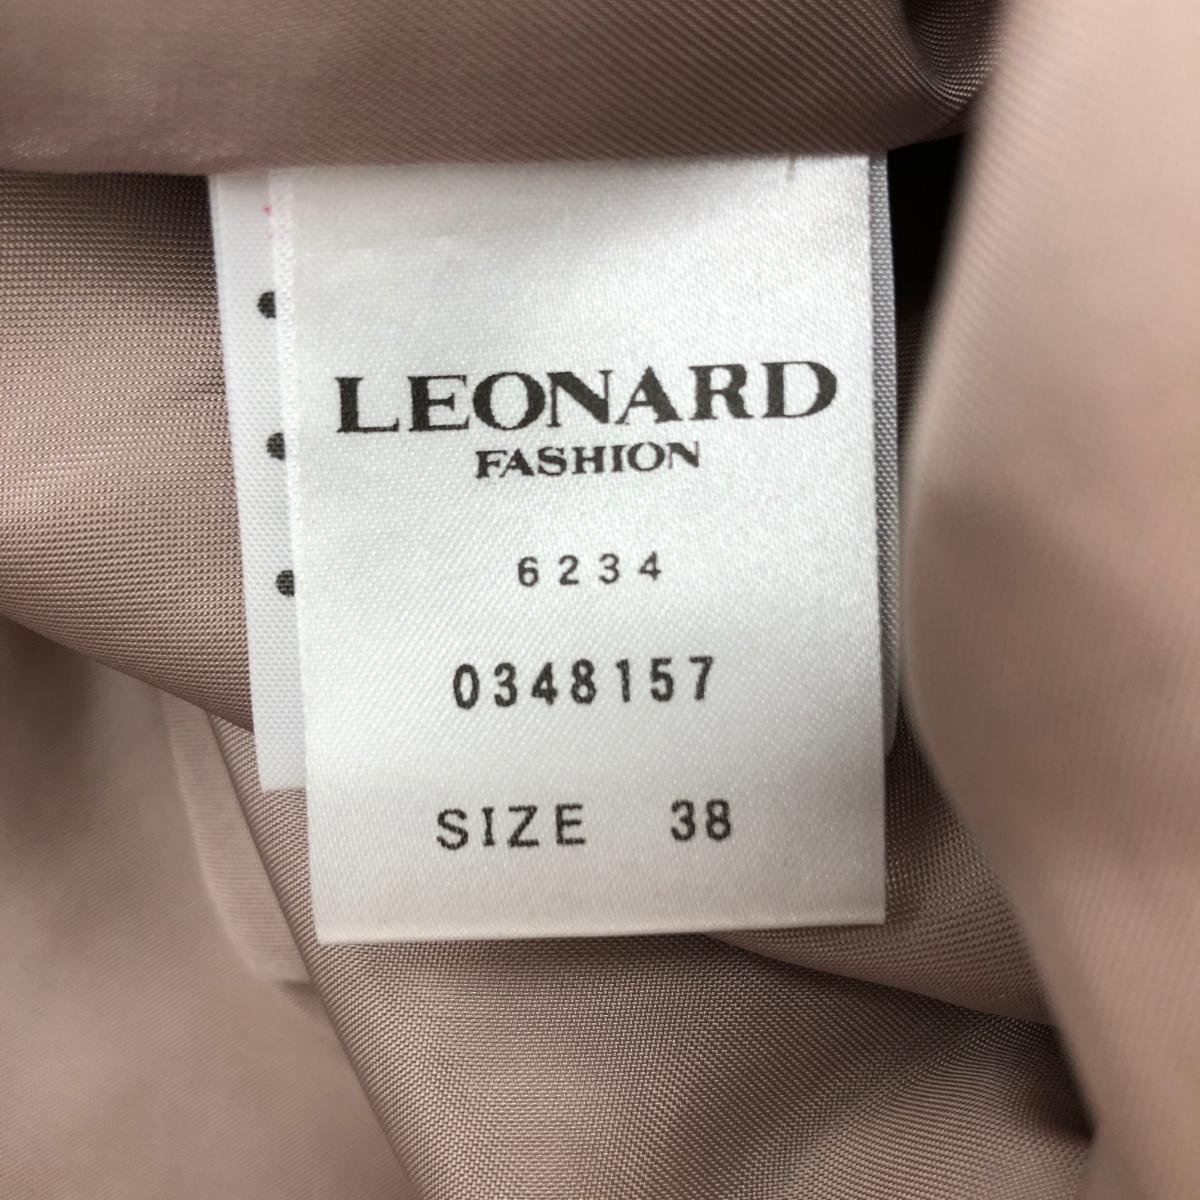 LEONARD
FASHION
6234
0348157
SIZE 38